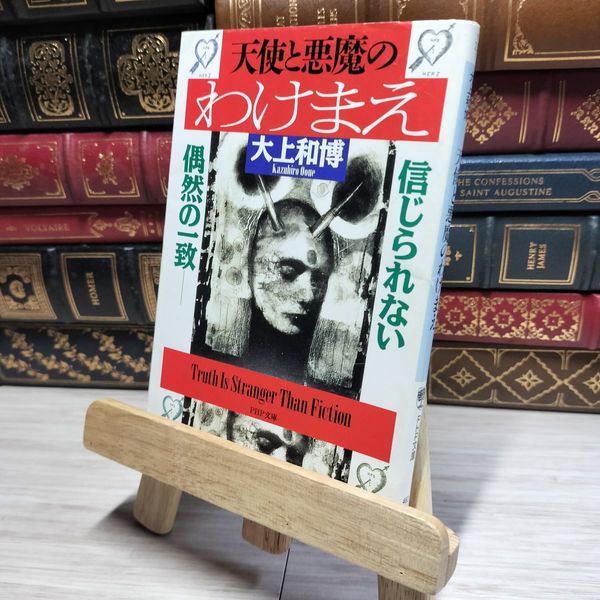 天使と悪魔の
わけまえ
大上和博
Kazuhiro Oone
信じられない
偶然の一致
Truth Is Stranger Than Fiction
PHP文庫
HERZ
HERZ
VOLTAIRE
HOMER
THE CONFESSIONS
SAINT AUGUSTINE
HENRY
JAMES